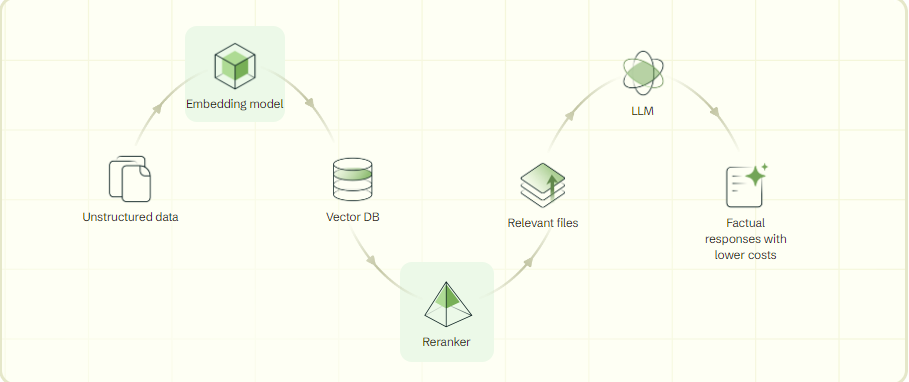 Embedding model
LLM
Unstructured data
Vector DB
Relevant files
Factual
responses with
lower costs
Reranker